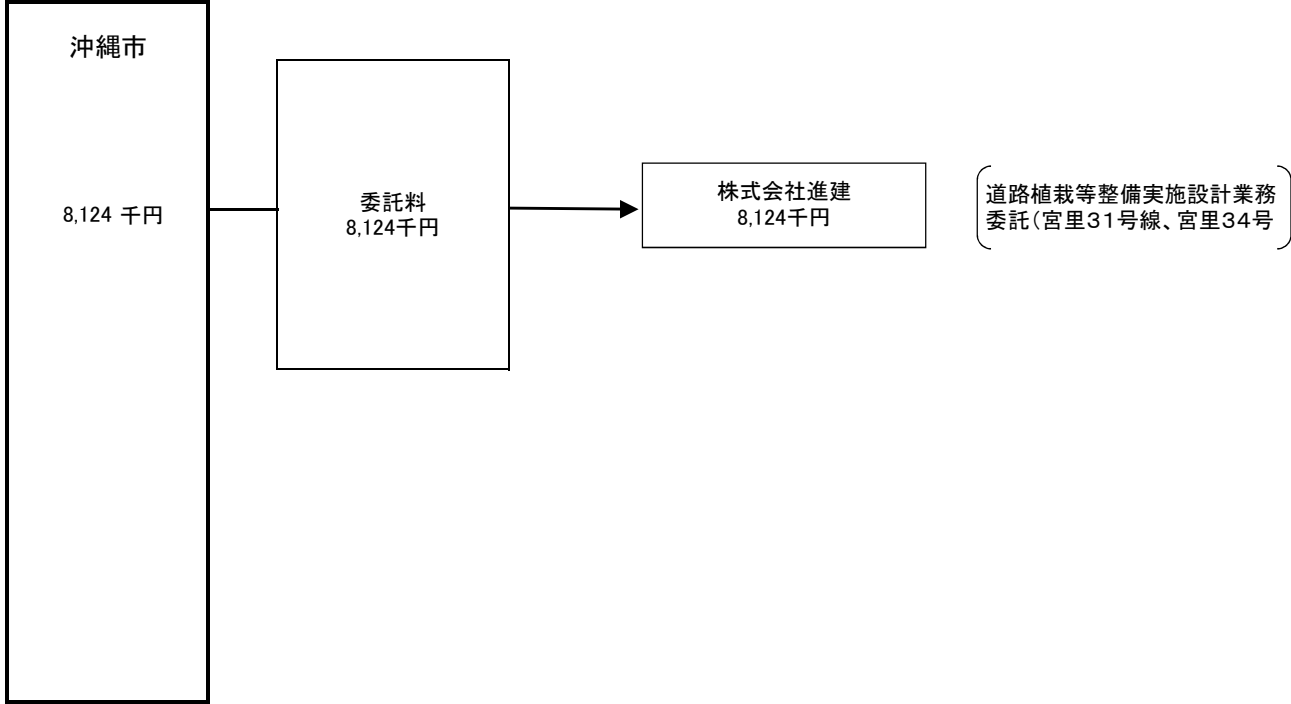 沖縄市
8,124 千円
委託料
8,124千円
株式会社進建
8,124千円
道路植栽等整備実施設計業務
委託(宮里31号線、宮里34号